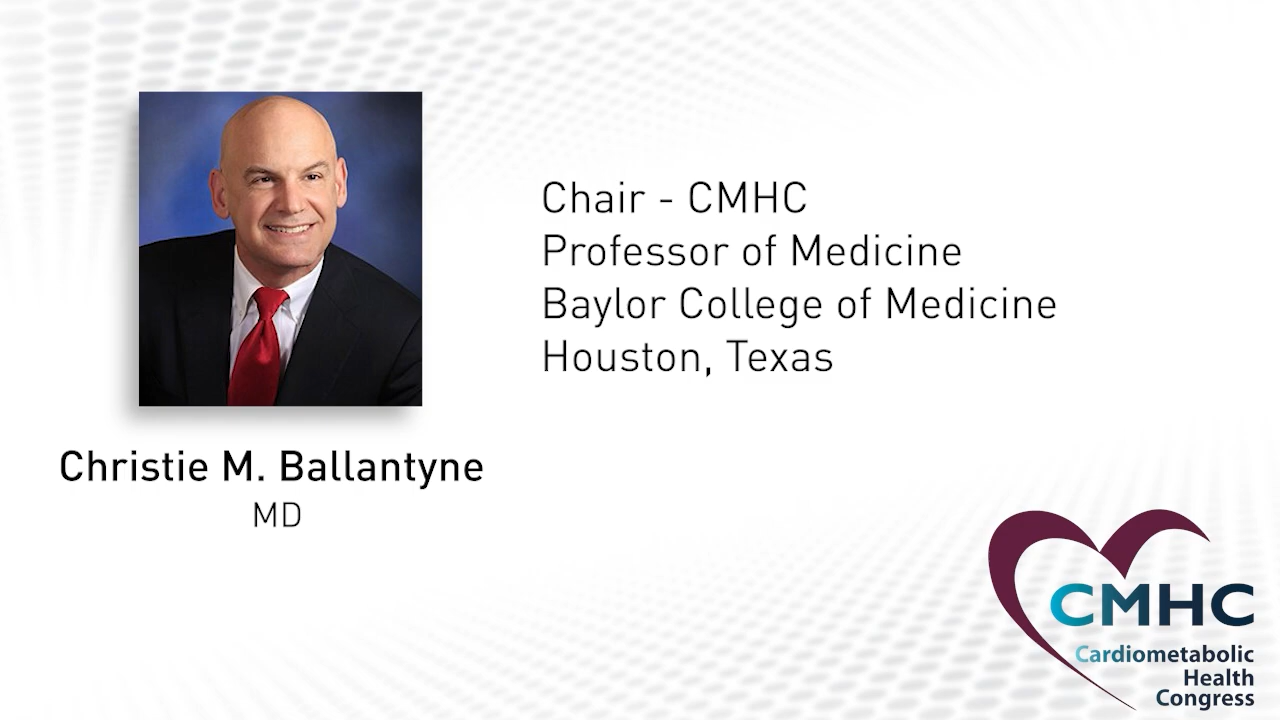 Chair - CMHC
Professor of Medicine
Baylor College of Medicine
Houston, Texas
Christie M. Ballantyne
MD
CMHC
Cardiometabolic
Health
Congress